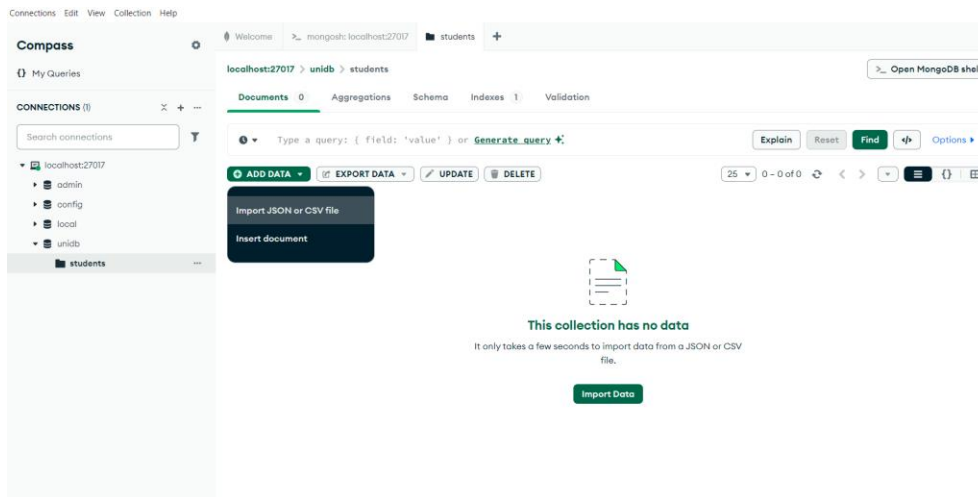 Connections Edit View Collection Help
Compass
{} My Queries
CONNECTIONS (1)
Search connections
localhost:27017
admin
config
local
unidb
students
Welcome >_ mongosh: localhost:27017 students +
localhost:27017 > unidb > students
>_ Open MongoDB shel
Documents 0 Aggregations Schema Indexes 1 Validation
Type a query: { field: 'value' } or Generate query
Explain Reset Find </> Options
ADD DATA EXPORT DATA UPDATE DELETE
25 0 – 0 of 0 {}
Import JSON or CSV file
Insert document
This collection has no data
It only takes a few seconds to import data from a JSON or CSV
file.
Import Data